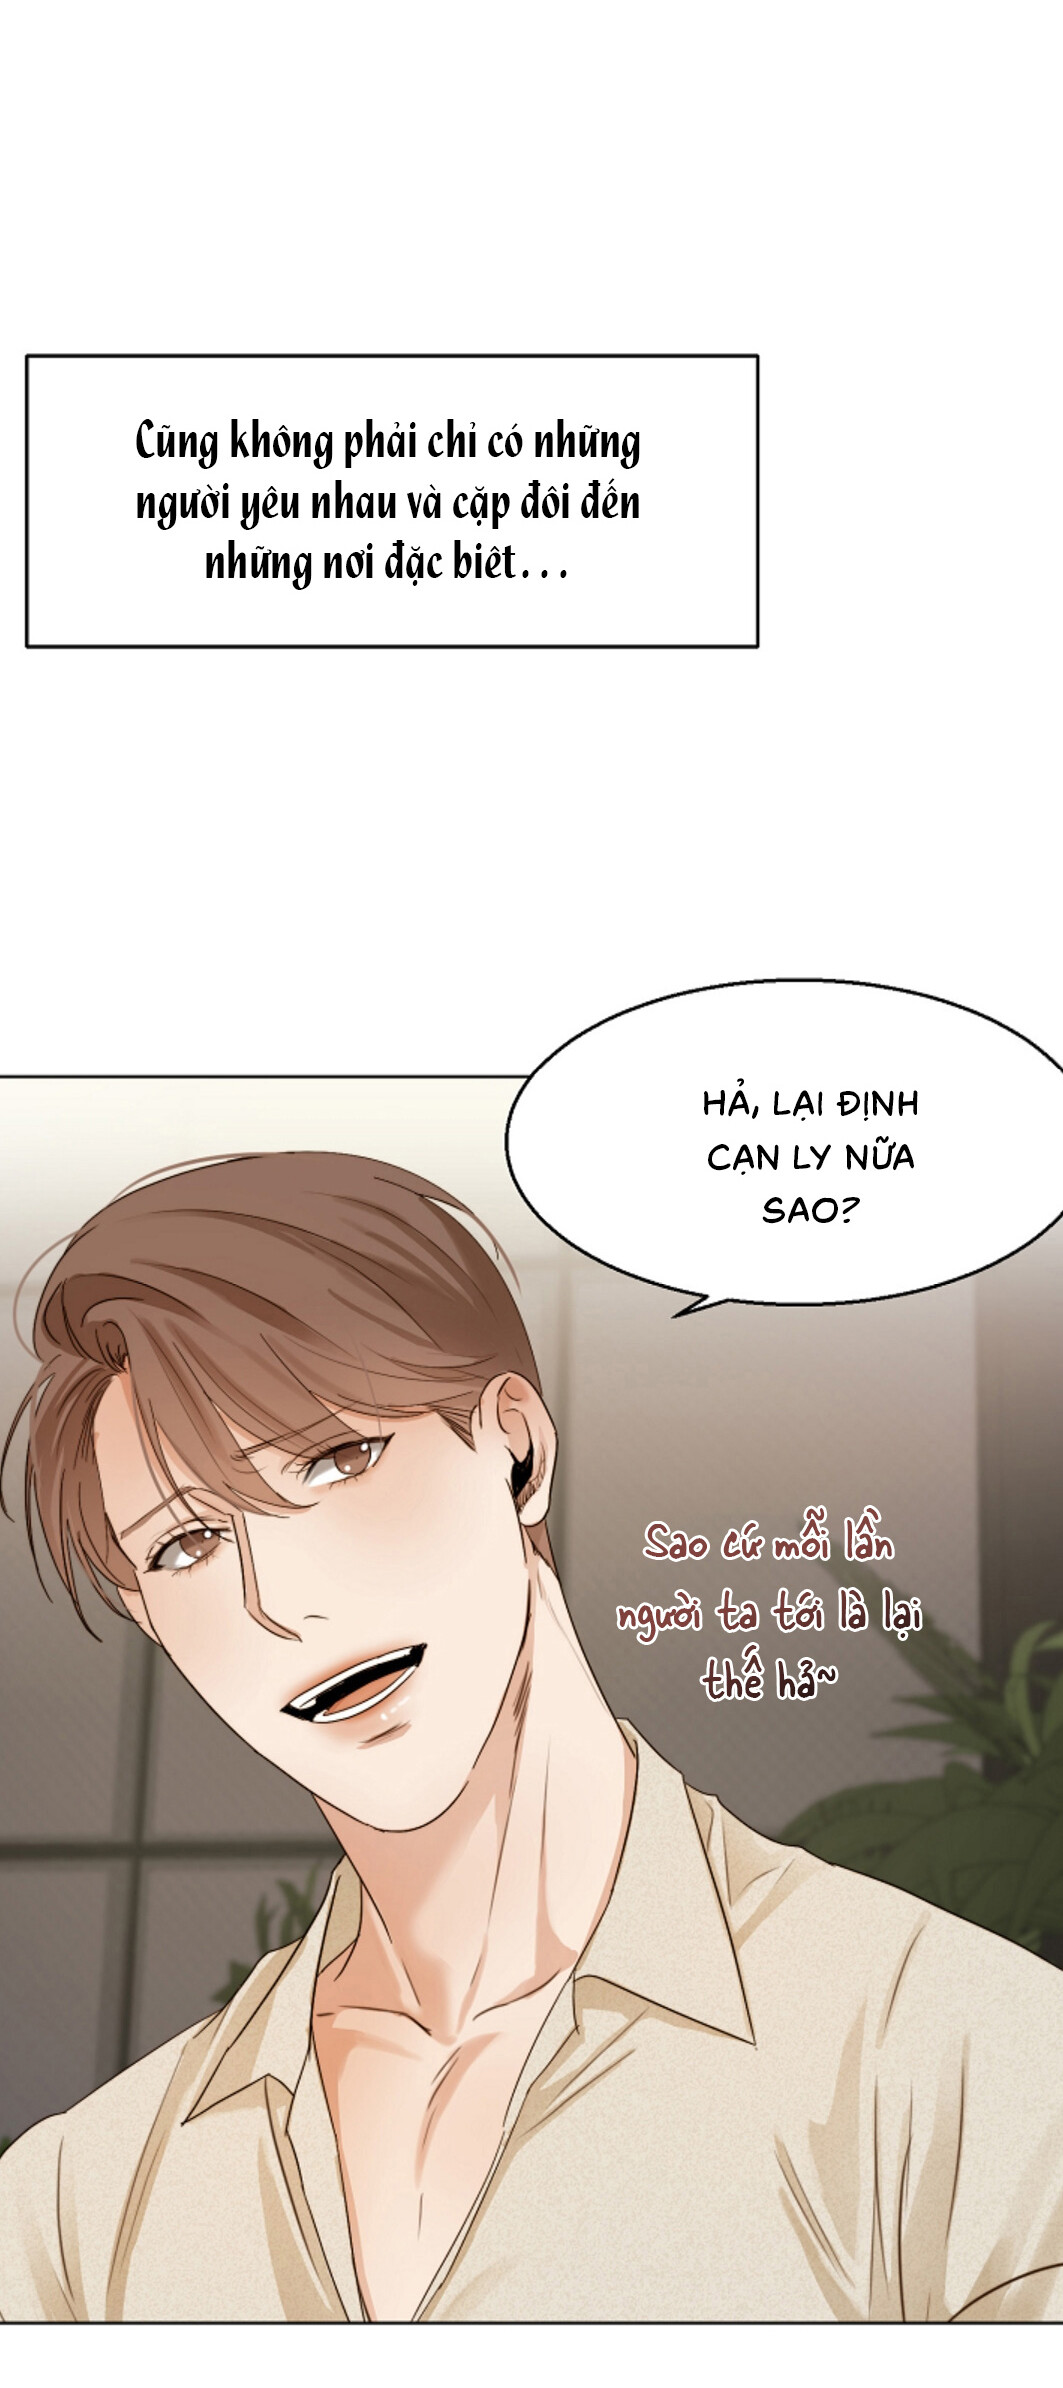 Cũng không phải chỉ có những
người yêu nhau và cặp đôi đến
những nơi đặc biêt...
HẢ, LẠI ĐỊNH
CẠN LY NỮA
SAO?
Sao cứ mỗi lần
người ta tới là lại
thế hả~